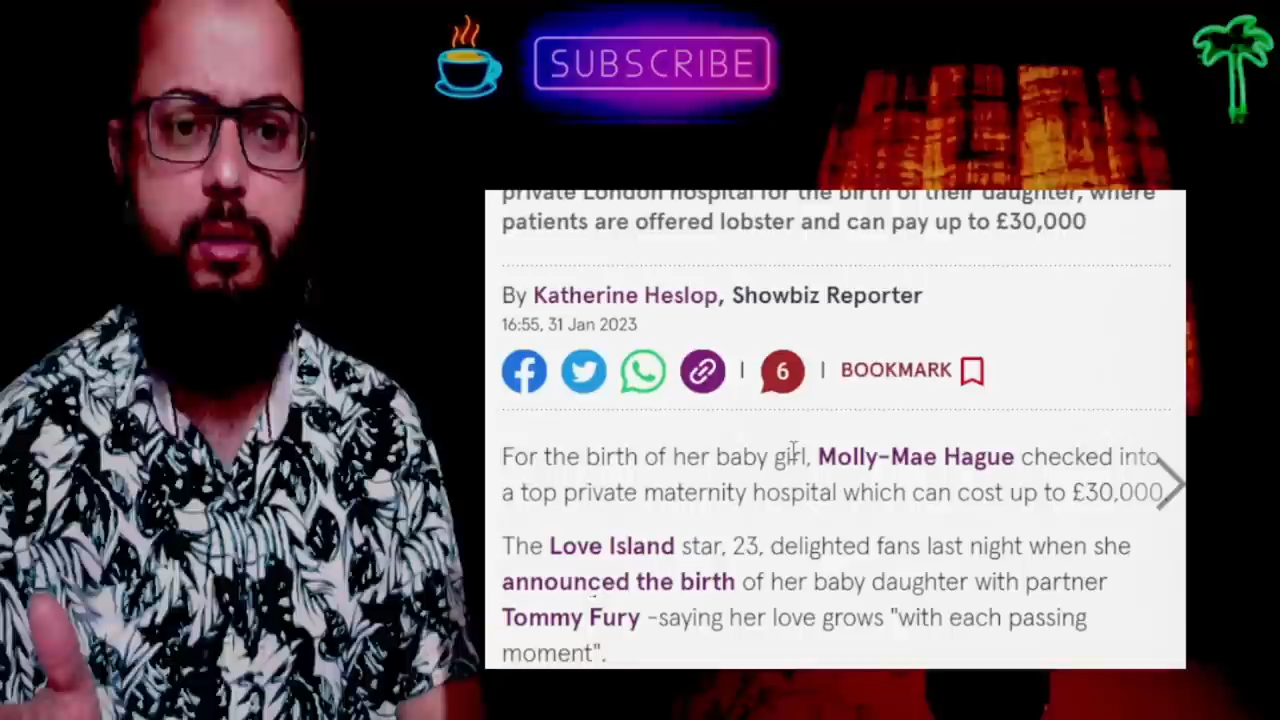 SUBSCRIBE
private London hospital for the birth of their daughter, where
patients are offered lobster and can pay up to £30,000
By Katherine Heslop, Showbiz Reporter
16:55, 31 Jan 2023
6
BOOKMARK
For the birth of her baby girl, Molly-Mae Hague checked into
a top private maternity hospital which can cost up to £30,000.
The Love Island star, 23, delighted fans last night when she
announced the birth of her baby daughter with partner
Tommy Fury -saying her love grows "with each passing
moment".